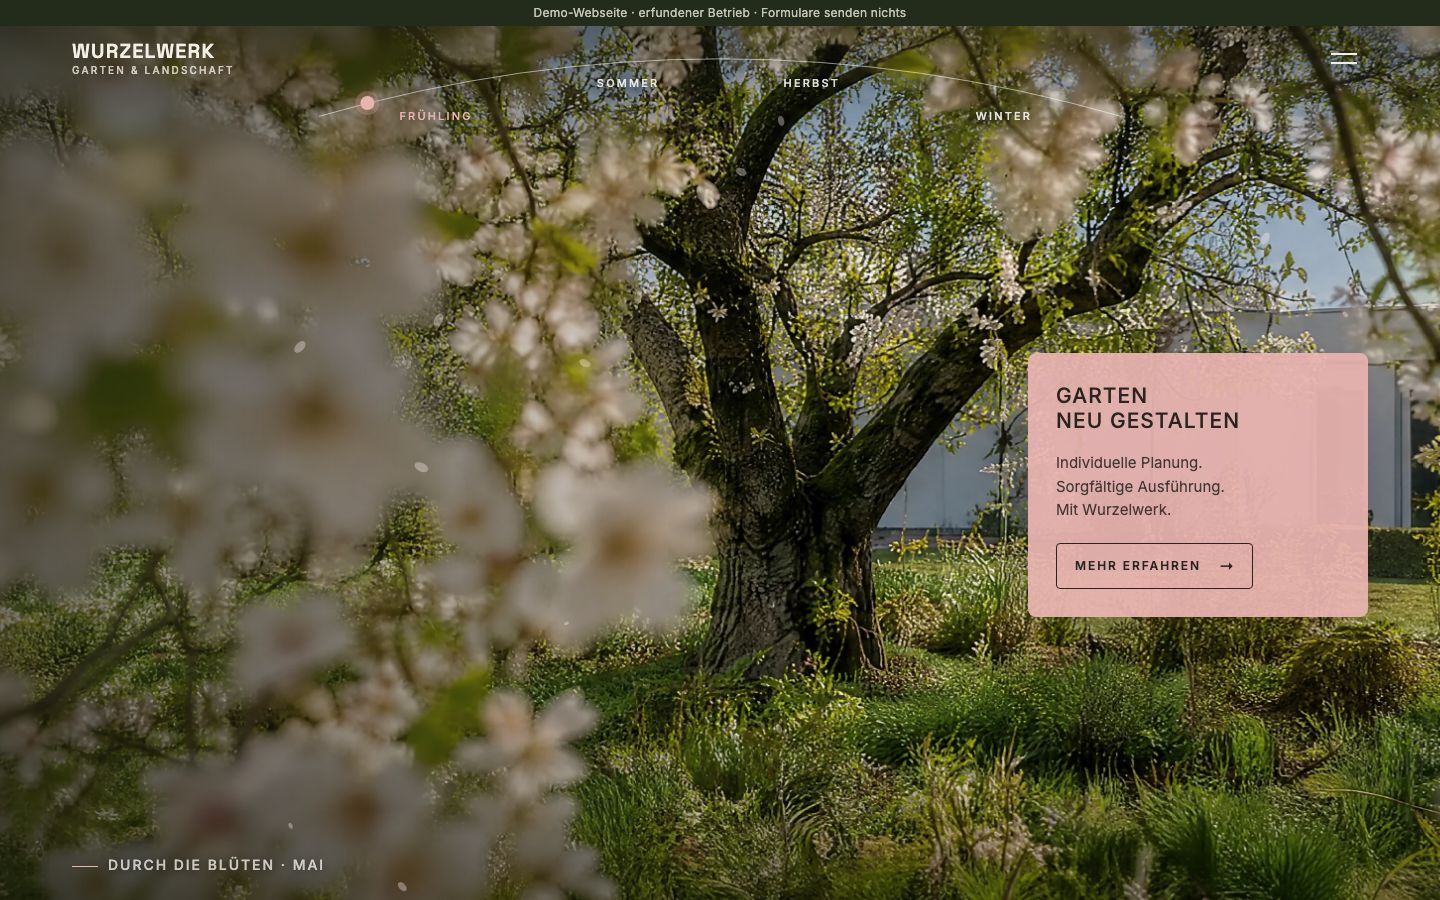 Demo-Webseite · erfundener Betrieb · Formulare senden nichts
WURZELWERK
GARTEN & LANDSCHAFT
FRÜHLING
SOMMER
HERBST
WINTER
GARTEN
NEU GESTALTEN
Individuelle Planung.
Sorgfältige Ausführung.
Mit Wurzelwerk.
MEHR ERFAHREN →
DURCH DIE BLÜTEN · MAI